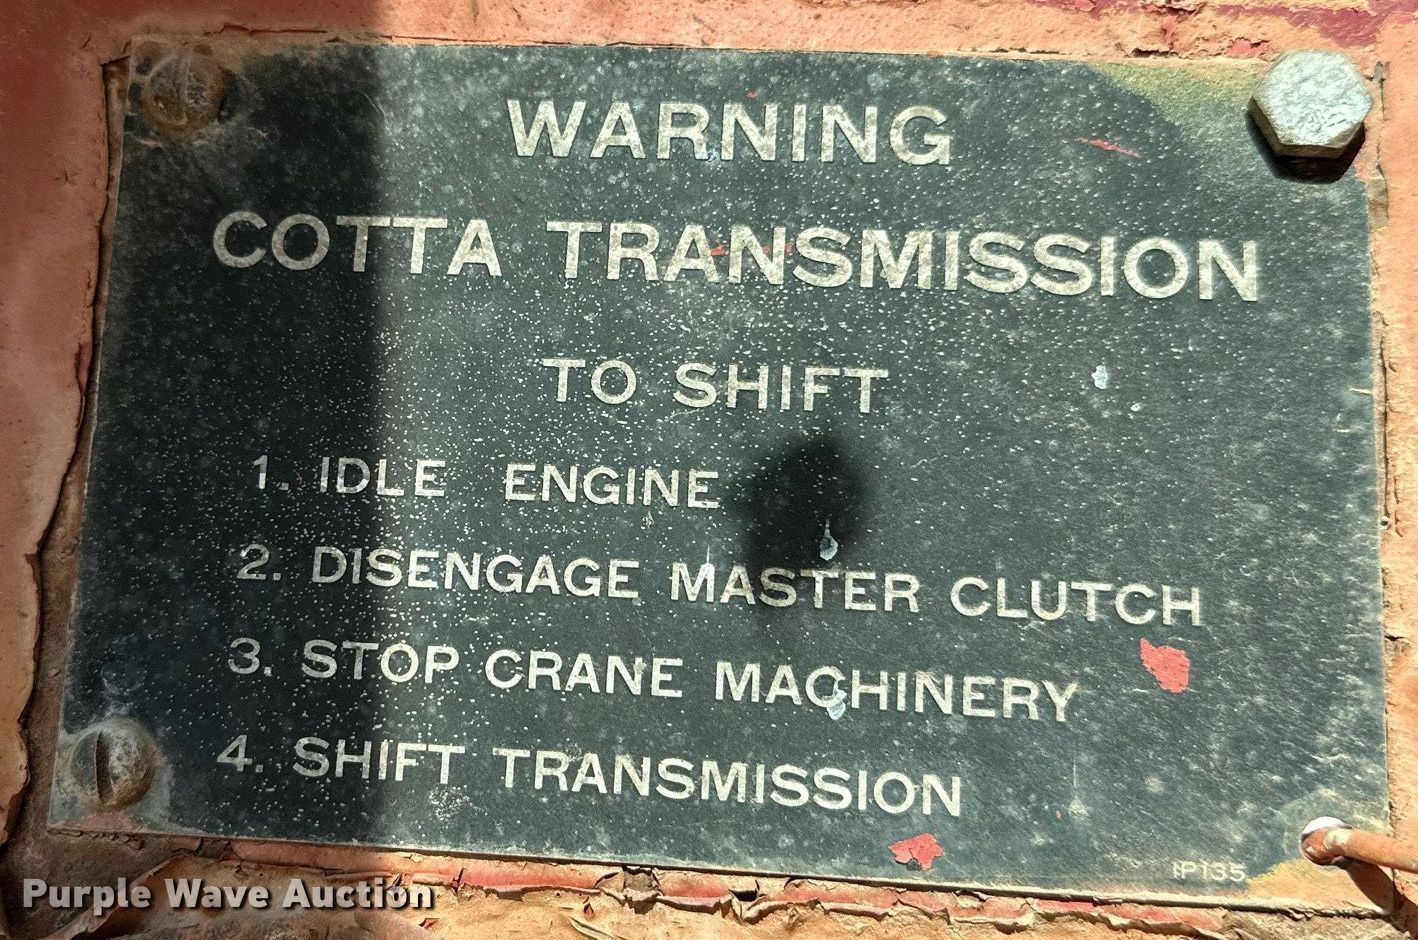 WARNING
COTTA TRANSMISSION
TO SHIFT
1. IDLE ENGINE
2. DISENGAGE MASTER CLUTCH
3. STOP CRANE MACHINERY
4. SHIFT TRANSMISSION
IP135
Purple Wave Auction